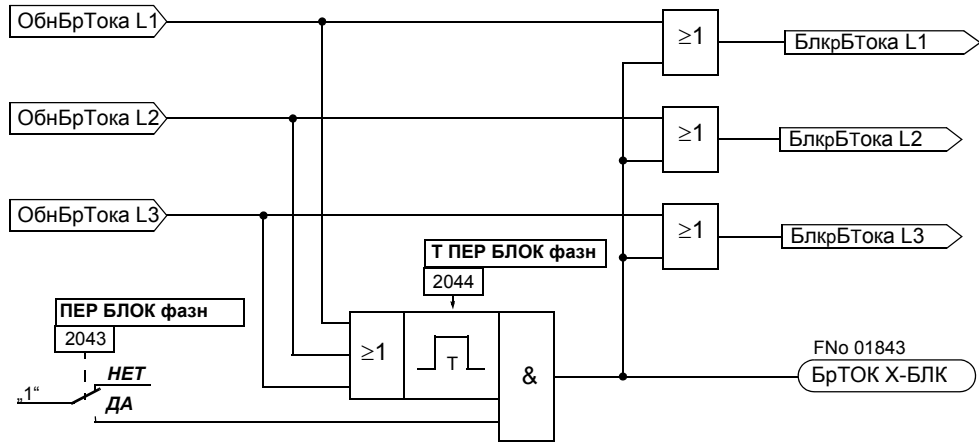 ОбнБрТока L1
≥1
БлкрБТока L1
ОбнБрТока L2
≥1
БлкрБТока L2
ОбнБрТока L3
≥1
БлкрБТока L3
Т ПЕР БЛОК фазн
2044
ПЕР БЛОК фазн
2043
≥1
T
&
FNo 01843
БрТОК Х-БЛК
НЕТ
„1“
ДА